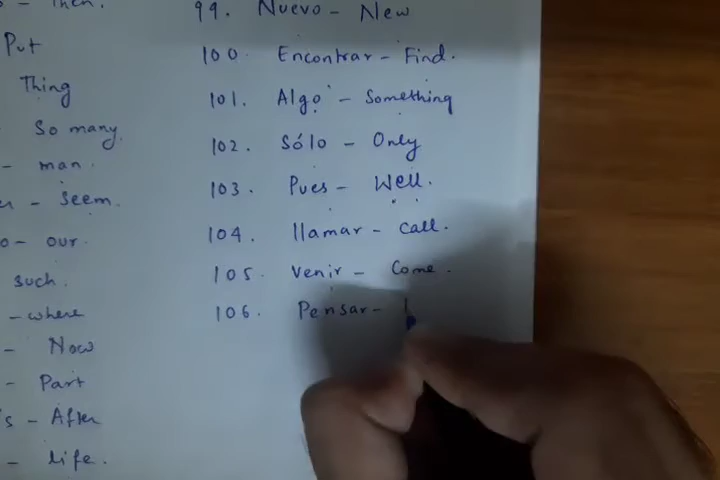 - Then.
Put
Thing
So many
- man.
- Seem.
- our.
such.
- where
- Now
- Part
- After
- life.
99. Nuevo - New
100. Encontrar - Find.
101. Algo - Something
102. Sólo - Only
103. Pues - Well.
104. llamar - call.
105. Venir - Come.
106. Pensar -